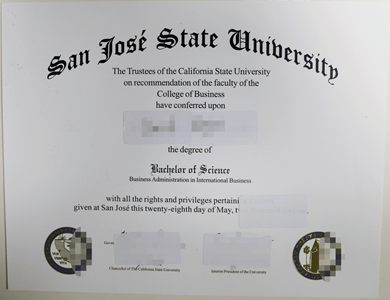 San José State University
The Trustees of the California State University
on recommendation of the faculty of the
College of Business
have conferred upon
the degree of
Bachelor of Science
Business Administration in International Business
with all the rights and privileges
given at San José this twenty-eighth day of May,
Chancellor of The California State University
Interim President of the University